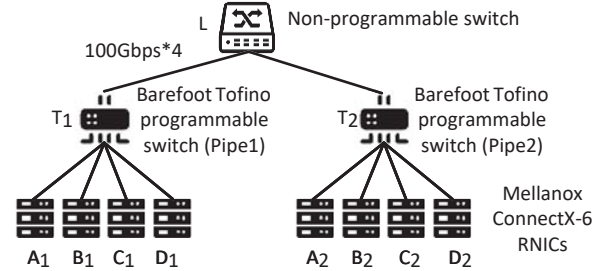 L
Non-programmable switch
100Gbps*4
T1
Barefoot Tofino
programmable
switch (Pipe1)
T2
Barefoot Tofino
programmable
switch (Pipe2)
A1 B1 C1 D1
A2 B2 C2 D2
Mellanox
ConnectX-6
RNICs